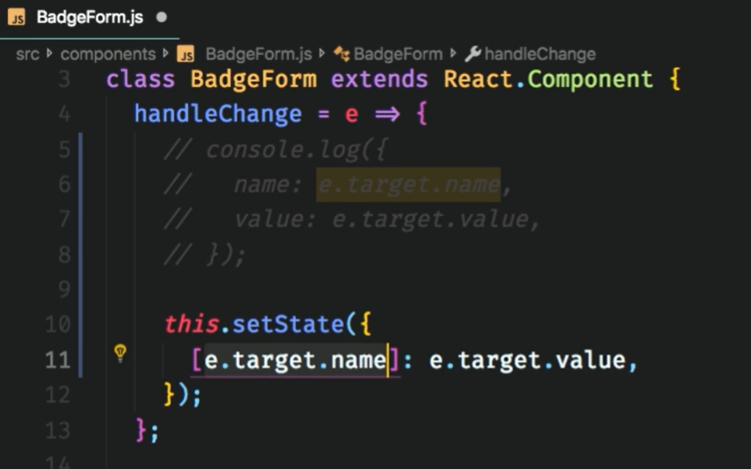 JS BadgeForm.js
src components JS BadgeForm.js BadgeForm handleChange
3 class BadgeForm extends React.Component {
4 handleChange = e => {
5 // console.log({
6 // name: e.target.name,
7 // value: e.target.value,
8 // });
9
10 this.setState({
11 [e.target.name]: e.target.value,
12 });
13 };
14